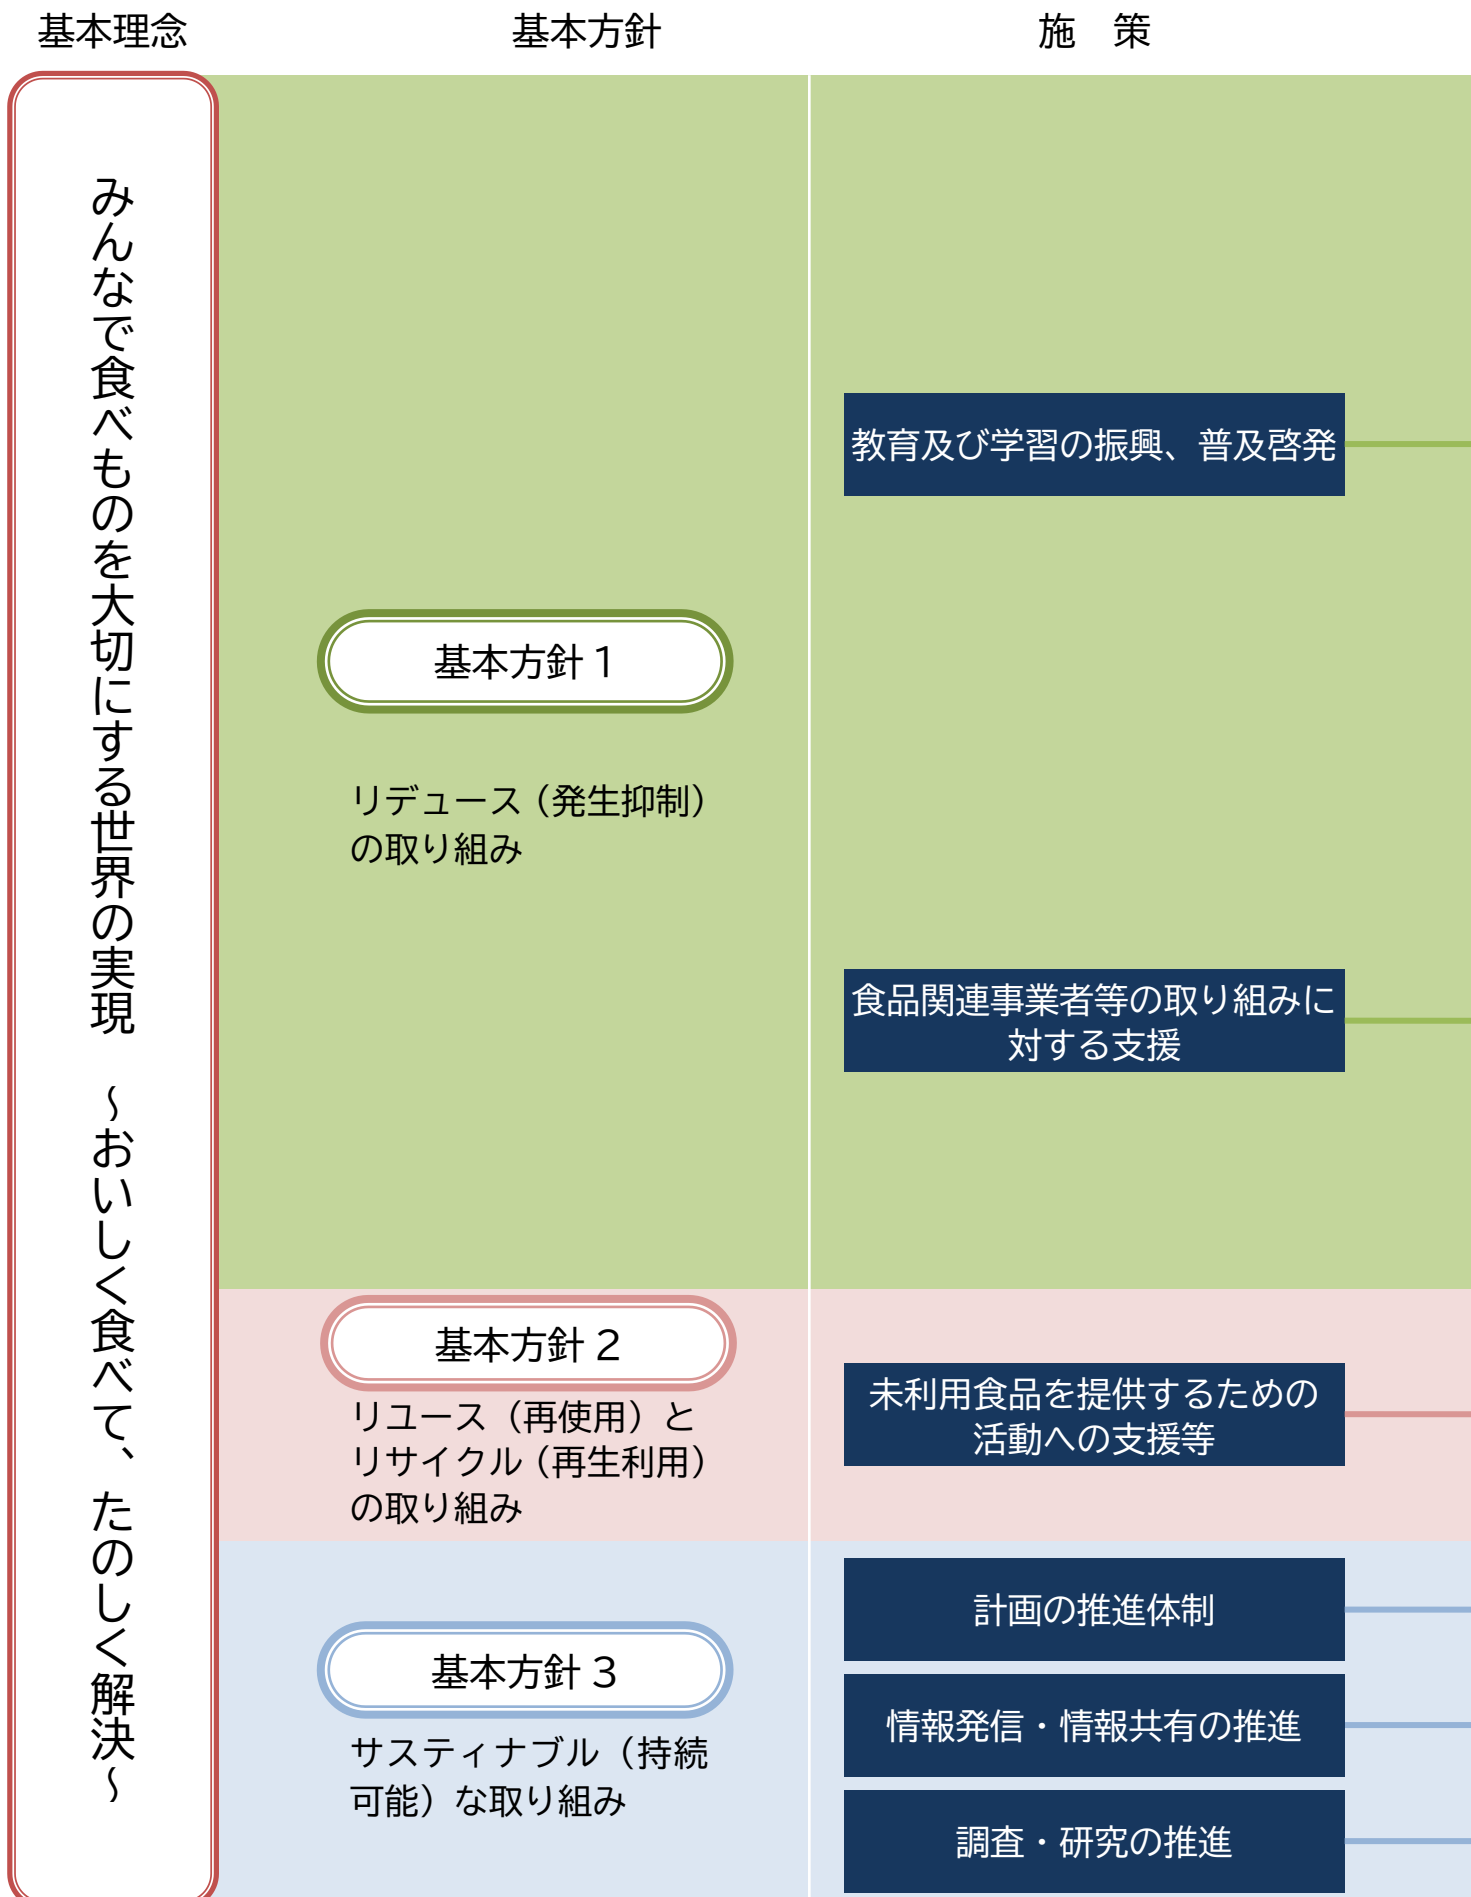 基本理念
基本方針
施　策
みんなで食べものを大切にする世界の実現　～おいしく食べて、たのしく解決～
基本方針１
リデュース（発生抑制）
の取り組み
教育及び学習の振興、普及啓発
食品関連事業者等の取り組みに
対する支援
基本方針２
リユース（再使用）と
リサイクル（再生利用）
の取り組み
未利用食品を提供するための
活動への支援等
基本方針３
サスティナブル（持続
可能）な取り組み
計画の推進体制
情報発信・情報共有の推進
調査・研究の推進